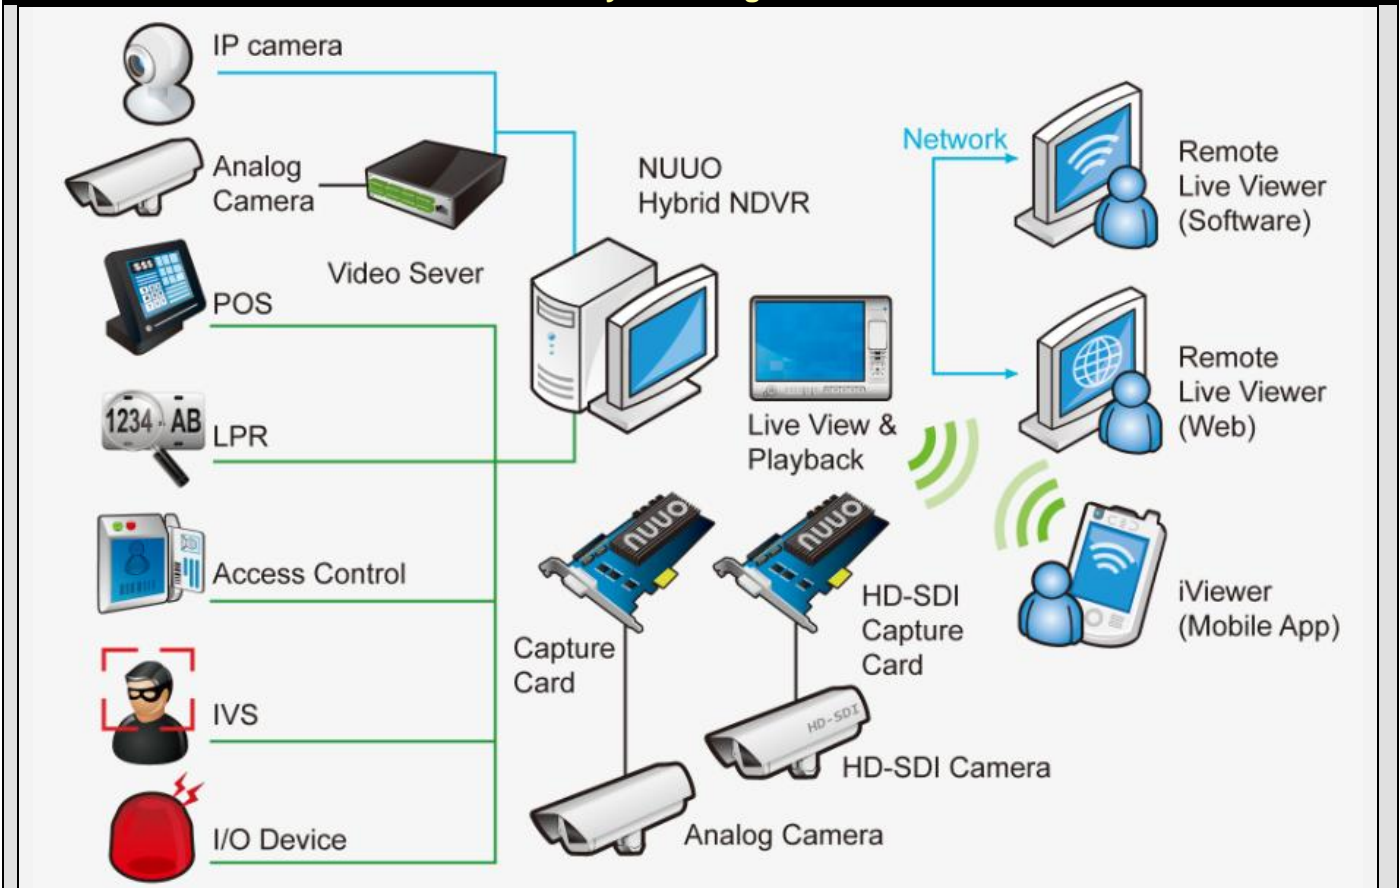 IP camera
Analog
Camera
Video Sever
NUUO
Hybrid NDVR
Network
Remote
Live Viewer
(Software)
POS
Remote
Live Viewer
(Web)
1234 AB
LPR
Live View &
Playback
nuuo
nuuo
Access Control
HD-SDI
Capture
Card
iViewer
(Mobile App)
Capture
Card
IVS
HD-SDI
HD-SDI Camera
I/O Device
Analog Camera